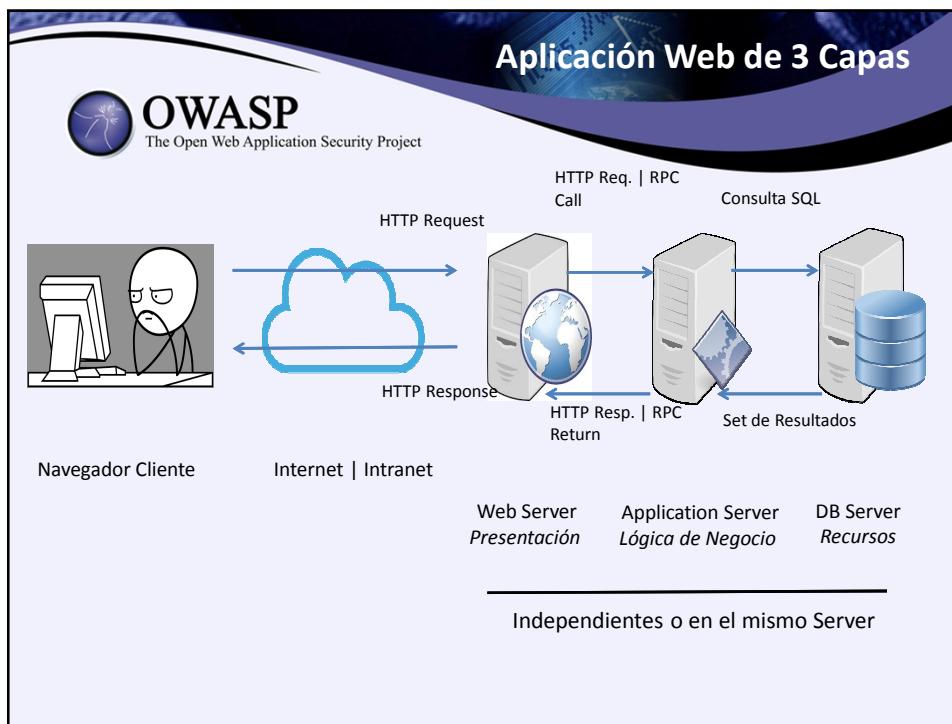 Aplicación Web de 3 Capas
OWASP
The Open Web Application Security Project
HTTP Req. | RPC
Call
Consulta SQL
HTTP Request
HTTP Response
HTTP Resp. | RPC
Return
Set de Resultados
Navegador Cliente
Internet | Intranet
Web Server
Presentación
Application Server
Lógica de Negocio
DB Server
Recursos
Independientes o en el mismo Server